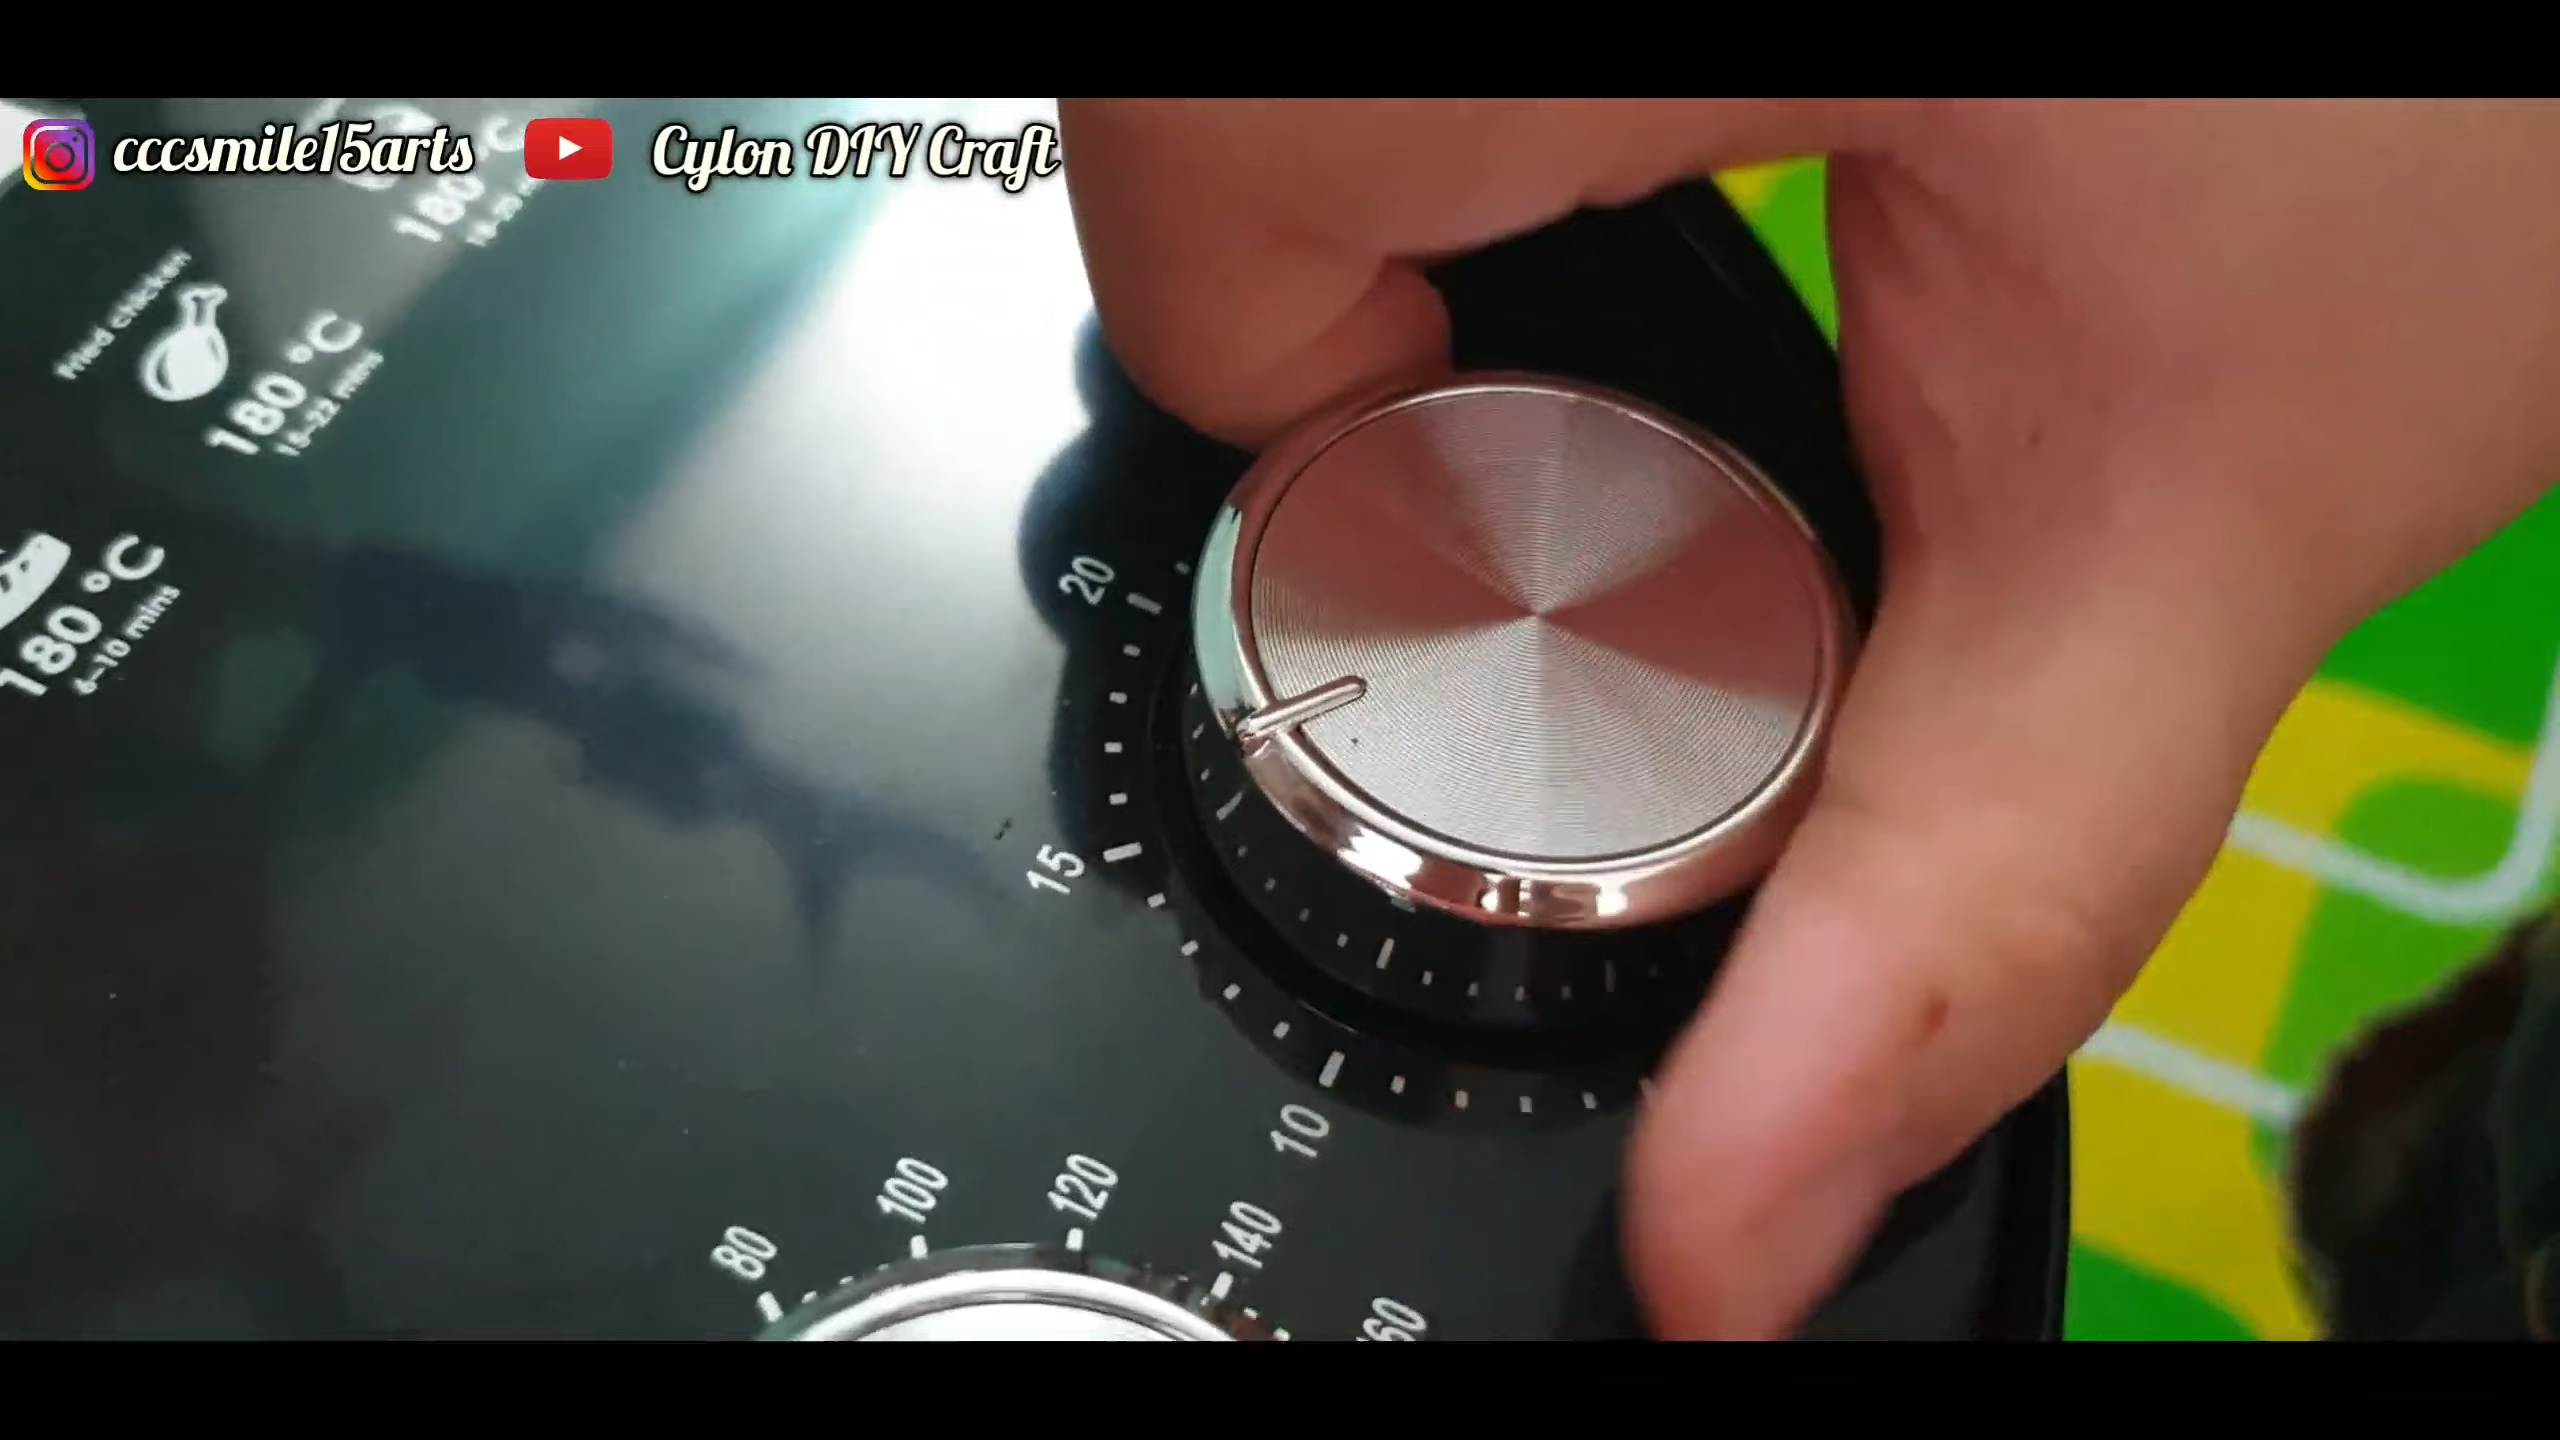 cccsmile15arts
Cylon DIY Craft
180 °C
Fried chicken
180 °C
15-22 mins
180 °C
6-10 mins
20
15
10
80
100
120
140